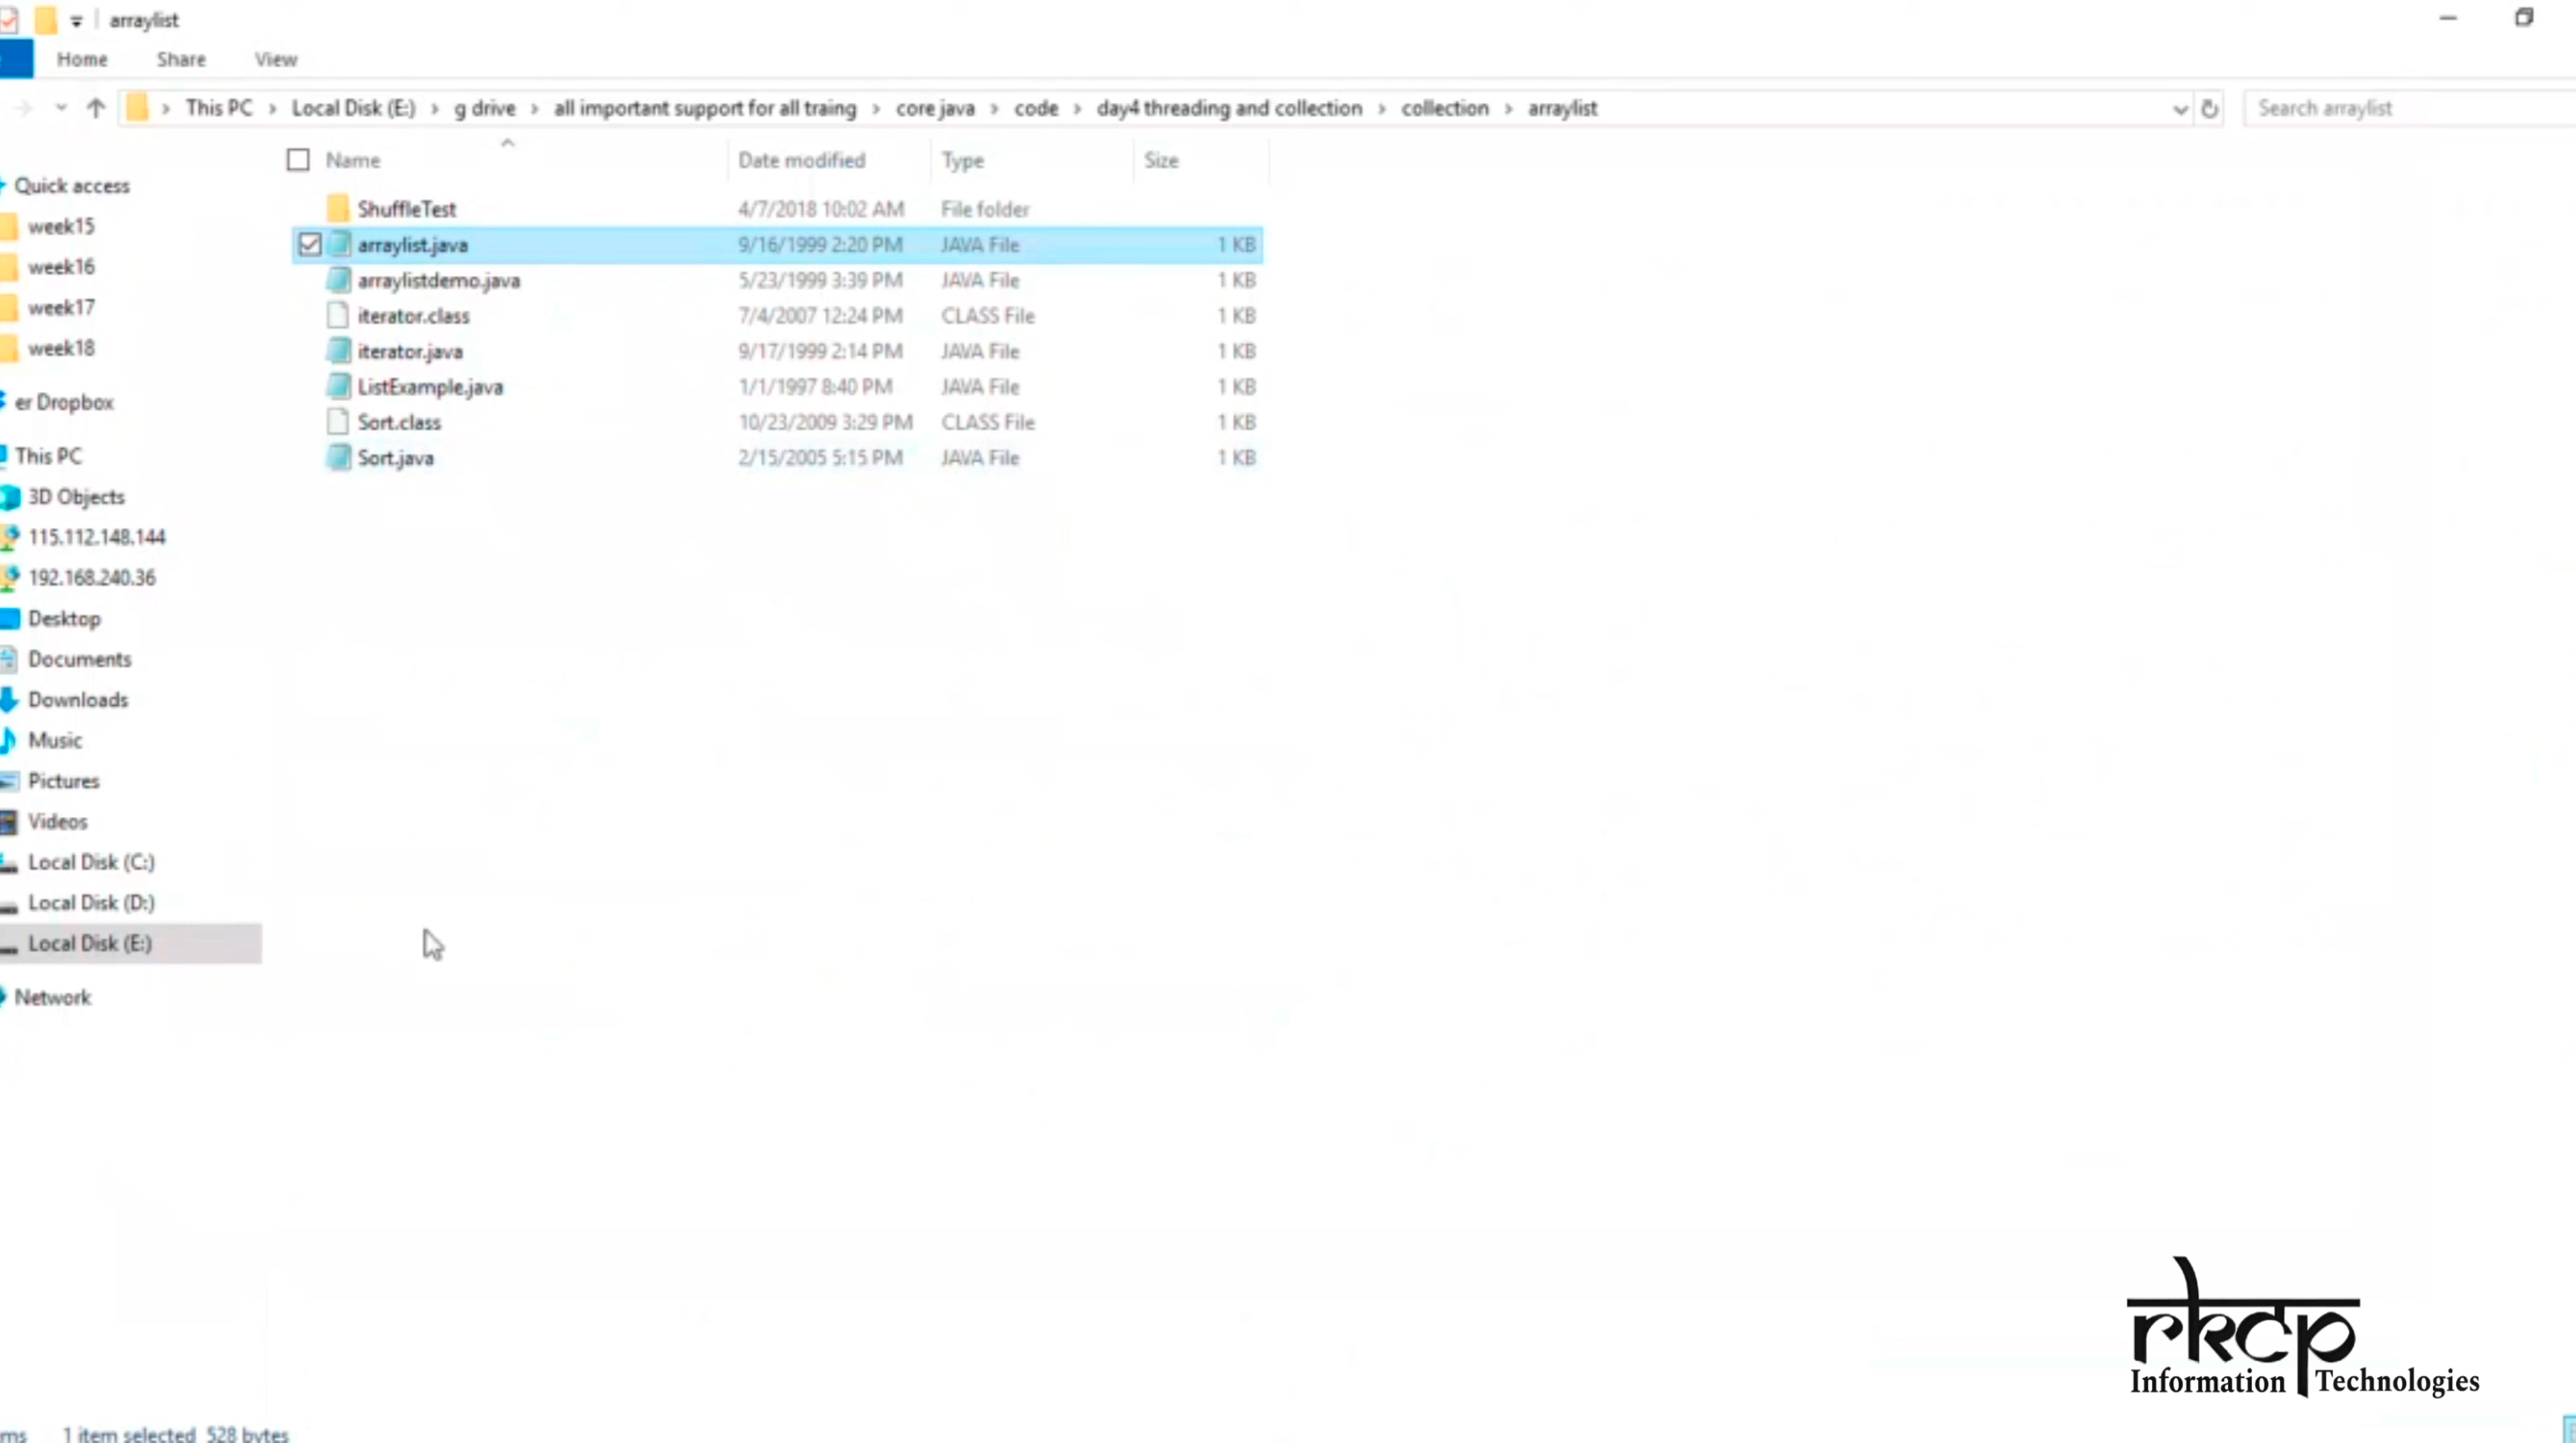 arraylist
Home Share View
This PC › Local Disk (E:) › g drive › all important support for all traing › core java › code › day4 threading and collection › collection › arraylist
Search arraylist
Name Date modified Type Size
Quick access
week15
week16
week17
week18
er Dropbox
This PC
3D Objects
115.112.148.144
192.168.240.36
Desktop
Documents
Downloads
Music
Pictures
Videos
Local Disk (C:)
Local Disk (D:)
Local Disk (E:)
Network
ShuffleTest 4/7/2018 10:02 AM File folder
arraylist.java 9/16/1999 2:20 PM JAVA File 1 KB
arraylistdemo.java 5/23/1999 3:39 PM JAVA File 1 KB
iterator.class 7/4/2007 12:24 PM CLASS File 1 KB
iterator.java 9/17/1999 2:14 PM JAVA File 1 KB
ListExample.java 1/1/1997 8:40 PM JAVA File 1 KB
Sort.class 10/23/2009 3:29 PM CLASS File 1 KB
Sort.java 2/15/2005 5:15 PM JAVA File 1 KB
rkcp
Information Technologies
ms 1 item selected 528 bytes